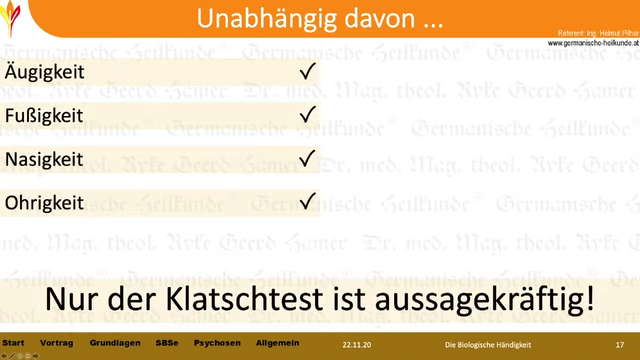 Unabhängig davon ...
Referent: Ing. Helmut Pilhar
www.germanische-heilkunde.at
Äugigkeit ✓
Fußigkeit ✓
Nasigkeit ✓
Ohrigkeit ✓
Nur der Klatschtest ist aussagekräftig!
Start Vortrag Grundlagen SBSe Psychosen Allgemein 22.11.20 Die Biologische Händigkeit 17